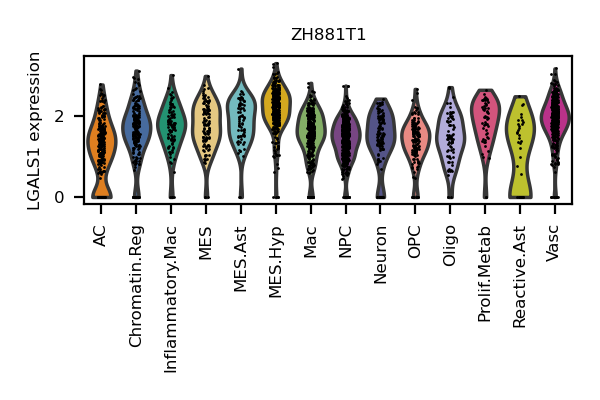 ZH881T1
LGALS1 expression
2
0
AC
Chromatin.Reg
Inflammatory.Mac
MES
MES.Ast
MES.Hyp
Mac
NPC
Neuron
OPC
Oligo
Prolif.Metab
Reactive.Ast
Vasc